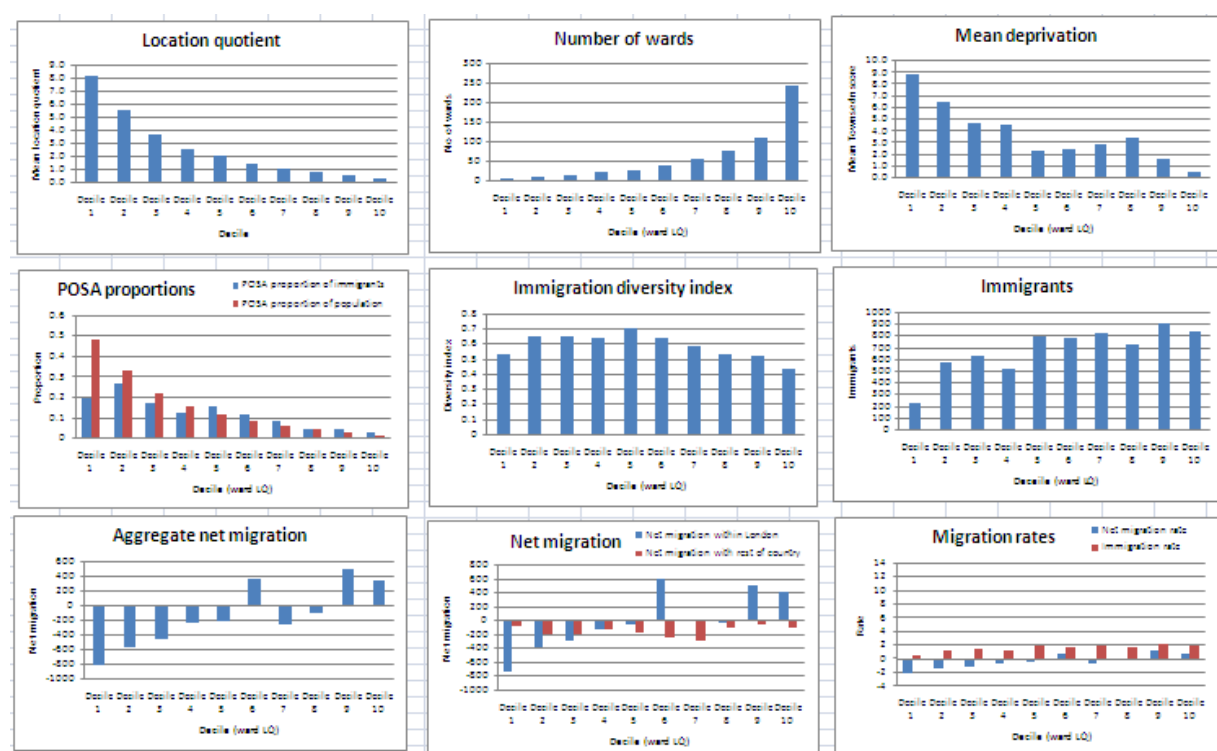 Location quotient
Mean location quotient
9.0
8.0
7.0
6.0
5.0
4.0
3.0
2.0
1.0
0.0
Decile Decile Decile Decile Decile Decile Decile Decile Decile Decile
1 2 3 4 5 6 7 8 9 10
Decile
Number of wards
No of wards
300
250
200
150
100
50
0
Decile Decile Decile Decile Decile Decile Decile Decile Decile Decile
1 2 3 4 5 6 7 8 9 10
Decile (ward LQ)
Mean deprivation
Mean Townsedn score
10.0
9.0
8.0
7.0
6.0
5.0
4.0
3.0
2.0
1.0
0.0
Decile Decile Decile Decile Decile Decile Decile Decile Decile Decile
1 2 3 4 5 6 7 8 9 10
Decile (ward LQ)
POSA proportions
POSA proportion of immigrants
POSA proportion of population
Proportion
0.6
0.5
0.4
0.3
0.2
0.1
0
Decile Decile Decile Decile Decile Decile Decile Decile Decile Decile
1 2 3 4 5 6 7 8 9 10
Decile (ward LQ)
Immigration diversity index
Diversity index
0.8
0.7
0.6
0.5
0.4
0.3
0.2
0.1
0
Decile Decile Decile Decile Decile Decile Decile Decile Decile Decile
1 2 3 4 5 6 7 8 9 10
Decile (ward LQ)
Immigrants
Immigrants
1000
900
800
700
600
500
400
300
200
100
0
Decile Decile Decile Decile Decile Decile Decile Decile Decile Decile
1 2 3 4 5 6 7 8 9 10
Decile (ward LQ)
Aggregate net migration
Net migration
600
400
200
0
-200
-400
-600
-800
-1000
Decile Decile Decile Decile Decile Decile Decile Decile Decile Decile
1 2 3 4 5 6 7 8 9 10
Decile (ward LQ)
Net migration
Net migration within London
Net migration with rest of country
Net migration
800
600
400
200
0
-200
-400
-600
-800
-1000
Decile Decile Decile Decile Decile Decile Decile Decile Decile Decile
1 2 3 4 5 6 7 8 9 10
Decile (ward LQ)
Migration rates
Net migration rate
Immigration rate
Rate
14
12
10
8
6
4
2
0
-2
-4
Decile Decile Decile Decile Decile Decile Decile Decile Decile Decile
1 2 3 4 5 6 7 8 9 10
Decile (ward LQ)